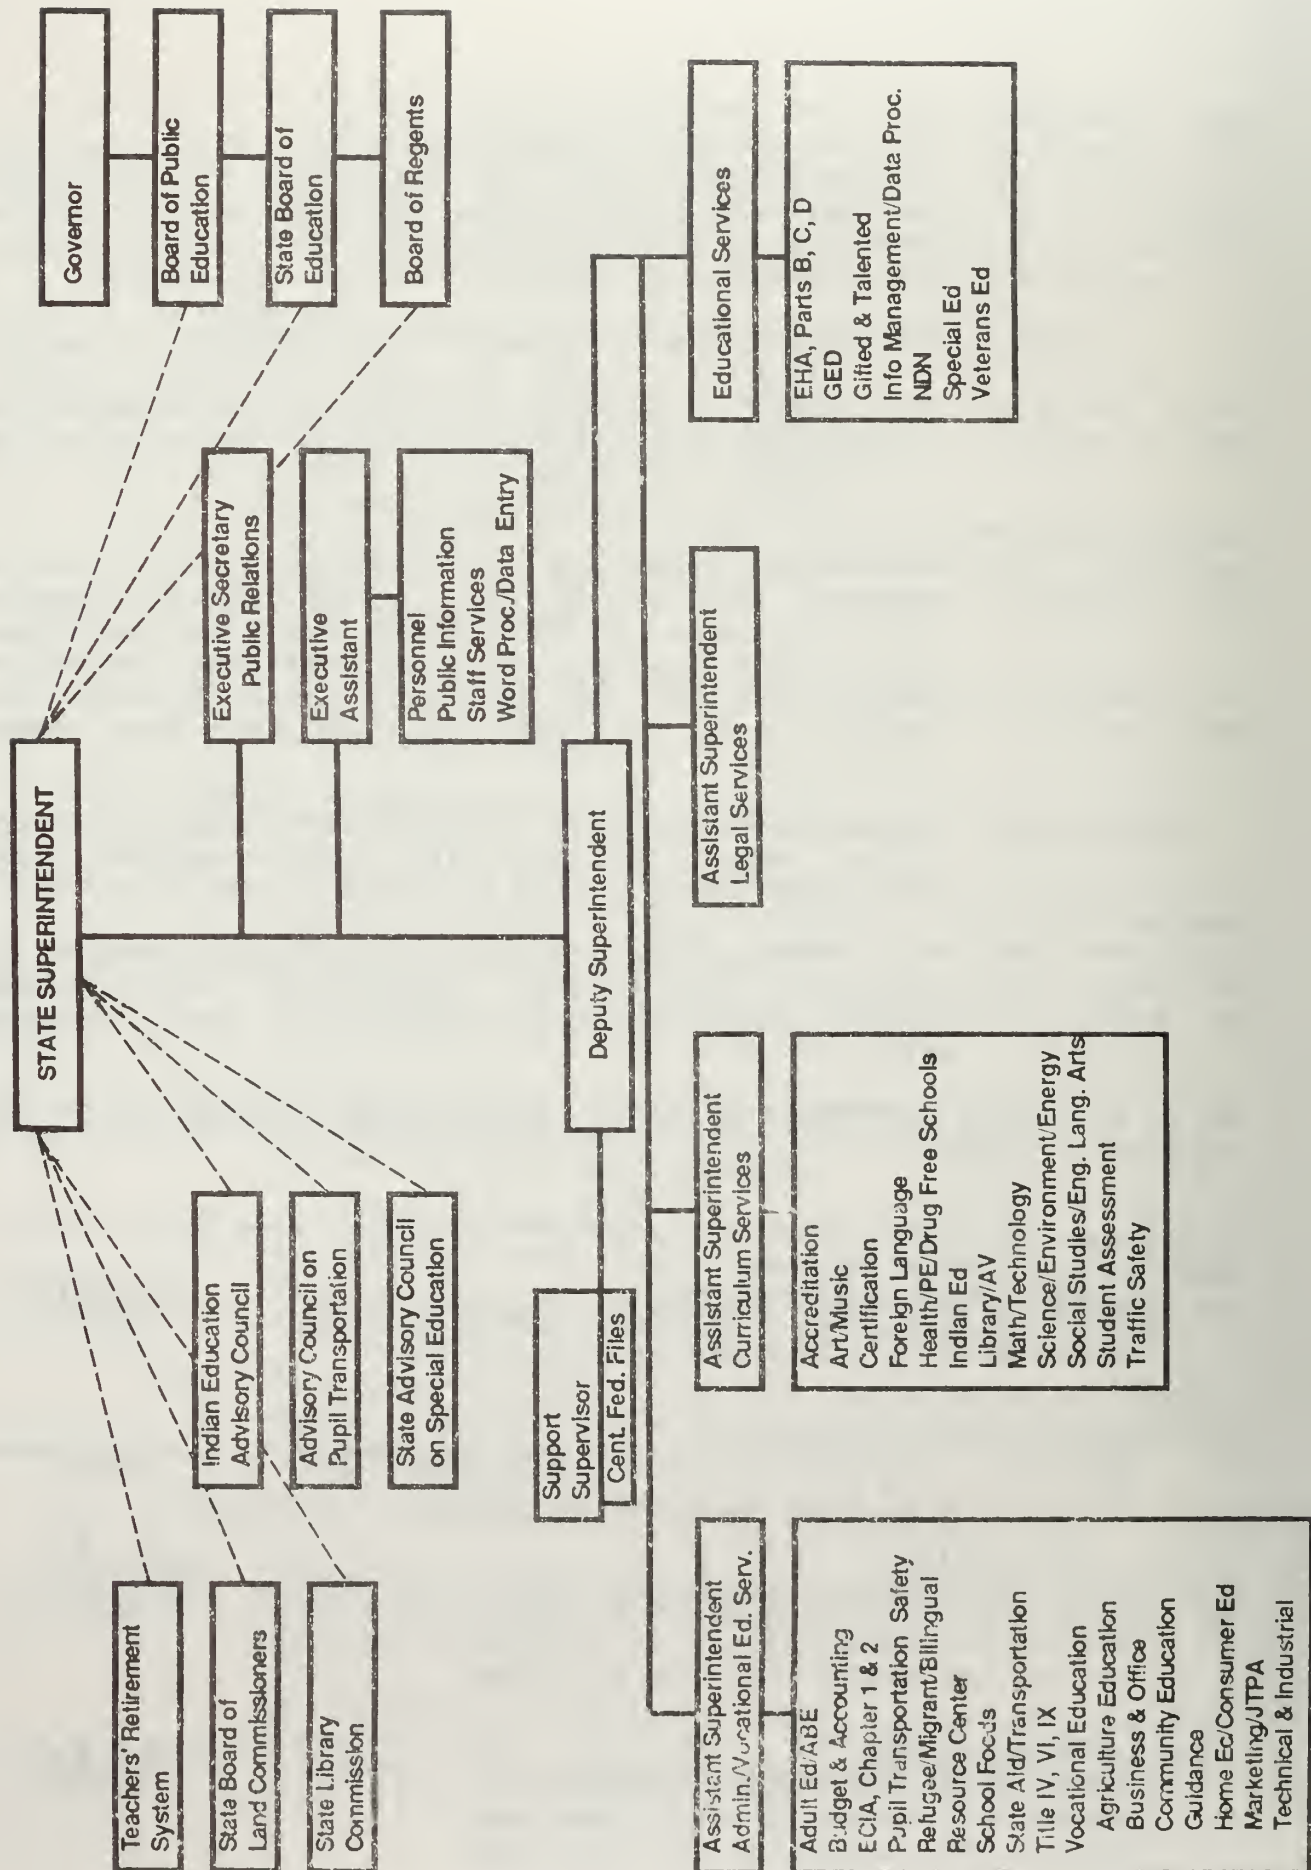 STATE SUPERINTENDENT
Governor
Board of Public
Education
State Board of
Education
Board of Regents
Teachers' Retirement
System
State Board of
Land Commissioners
State Library
Commission
Indian Education
Advisory Council
Advisory Council on
Pupil Transportation
State Advisory Council
on Special Education
Executive Secretary
Public Relations
Executive
Assistant
Personnel
Public Information
Staff Services
Word Proc./Data Entry
Support
Supervisor
Cent. Fed. Files
Deputy Superintendent
Assistant Superintendent
Admin./Vocational Ed. Serv.
Adult Ed/ABE
Budget & Accounting
ECIA, Chapter 1 & 2
Pupil Transportation Safety
Refugee/Migrant/Bilingual
Resource Center
School Focus
State Aid/Transportation
Title IV, VI, IX
Vocational Education
Agriculture Education
Business & Office
Community Education
Guidance
Home Ec/Consumer Ed
Marketing/JTPA
Technical & Industrial
Assistant Superintendent
Curriculum Services
Accreditation
Art/Music
Certification
Foreign Language
Health/PE/Drug Free Schools
Indian Ed
Library/AV
Math/Technology
Science/Environment/Energy
Social Studies/Eng. Lang. Arts
Student Assessment
Traffic Safety
Assistant Superintendent
Legal Services
Educational Services
EHA, Parts B, C, D
GED
Gifted & Talented
Info Management/Data Proc.
NDN
Special Ed
Veterans Ed